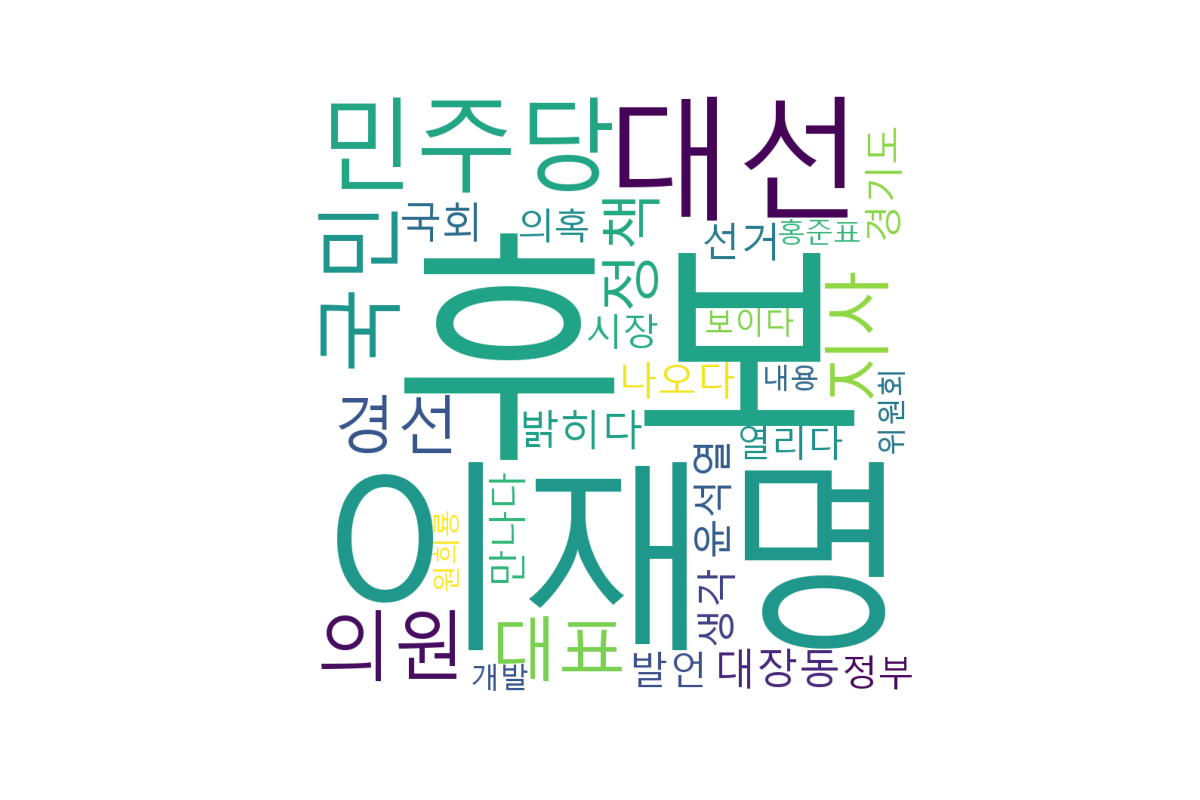 민주당
대선
경기도
국민
국회
의혹
정책
선거
홍준표
후보
시장
보이다
지사
나오다
내용
위원회
경선
밝히다
열리다
이재명
원희룡
만나다
윤석열
생각
의원
대표
개발
발언
대장동
정부